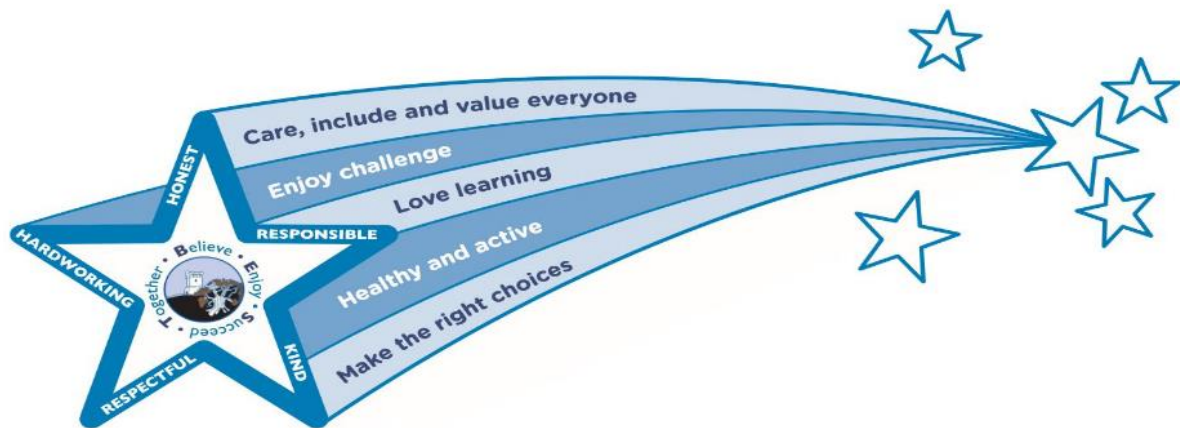 Care, include and value everyone
Enjoy challenge
Love learning
Healthy and active
Make the right choices
HONEST
RESPONSIBLE
HARDWORKING
KIND
RESPECTFUL
Together • Believe • Enjoy • Succeed •